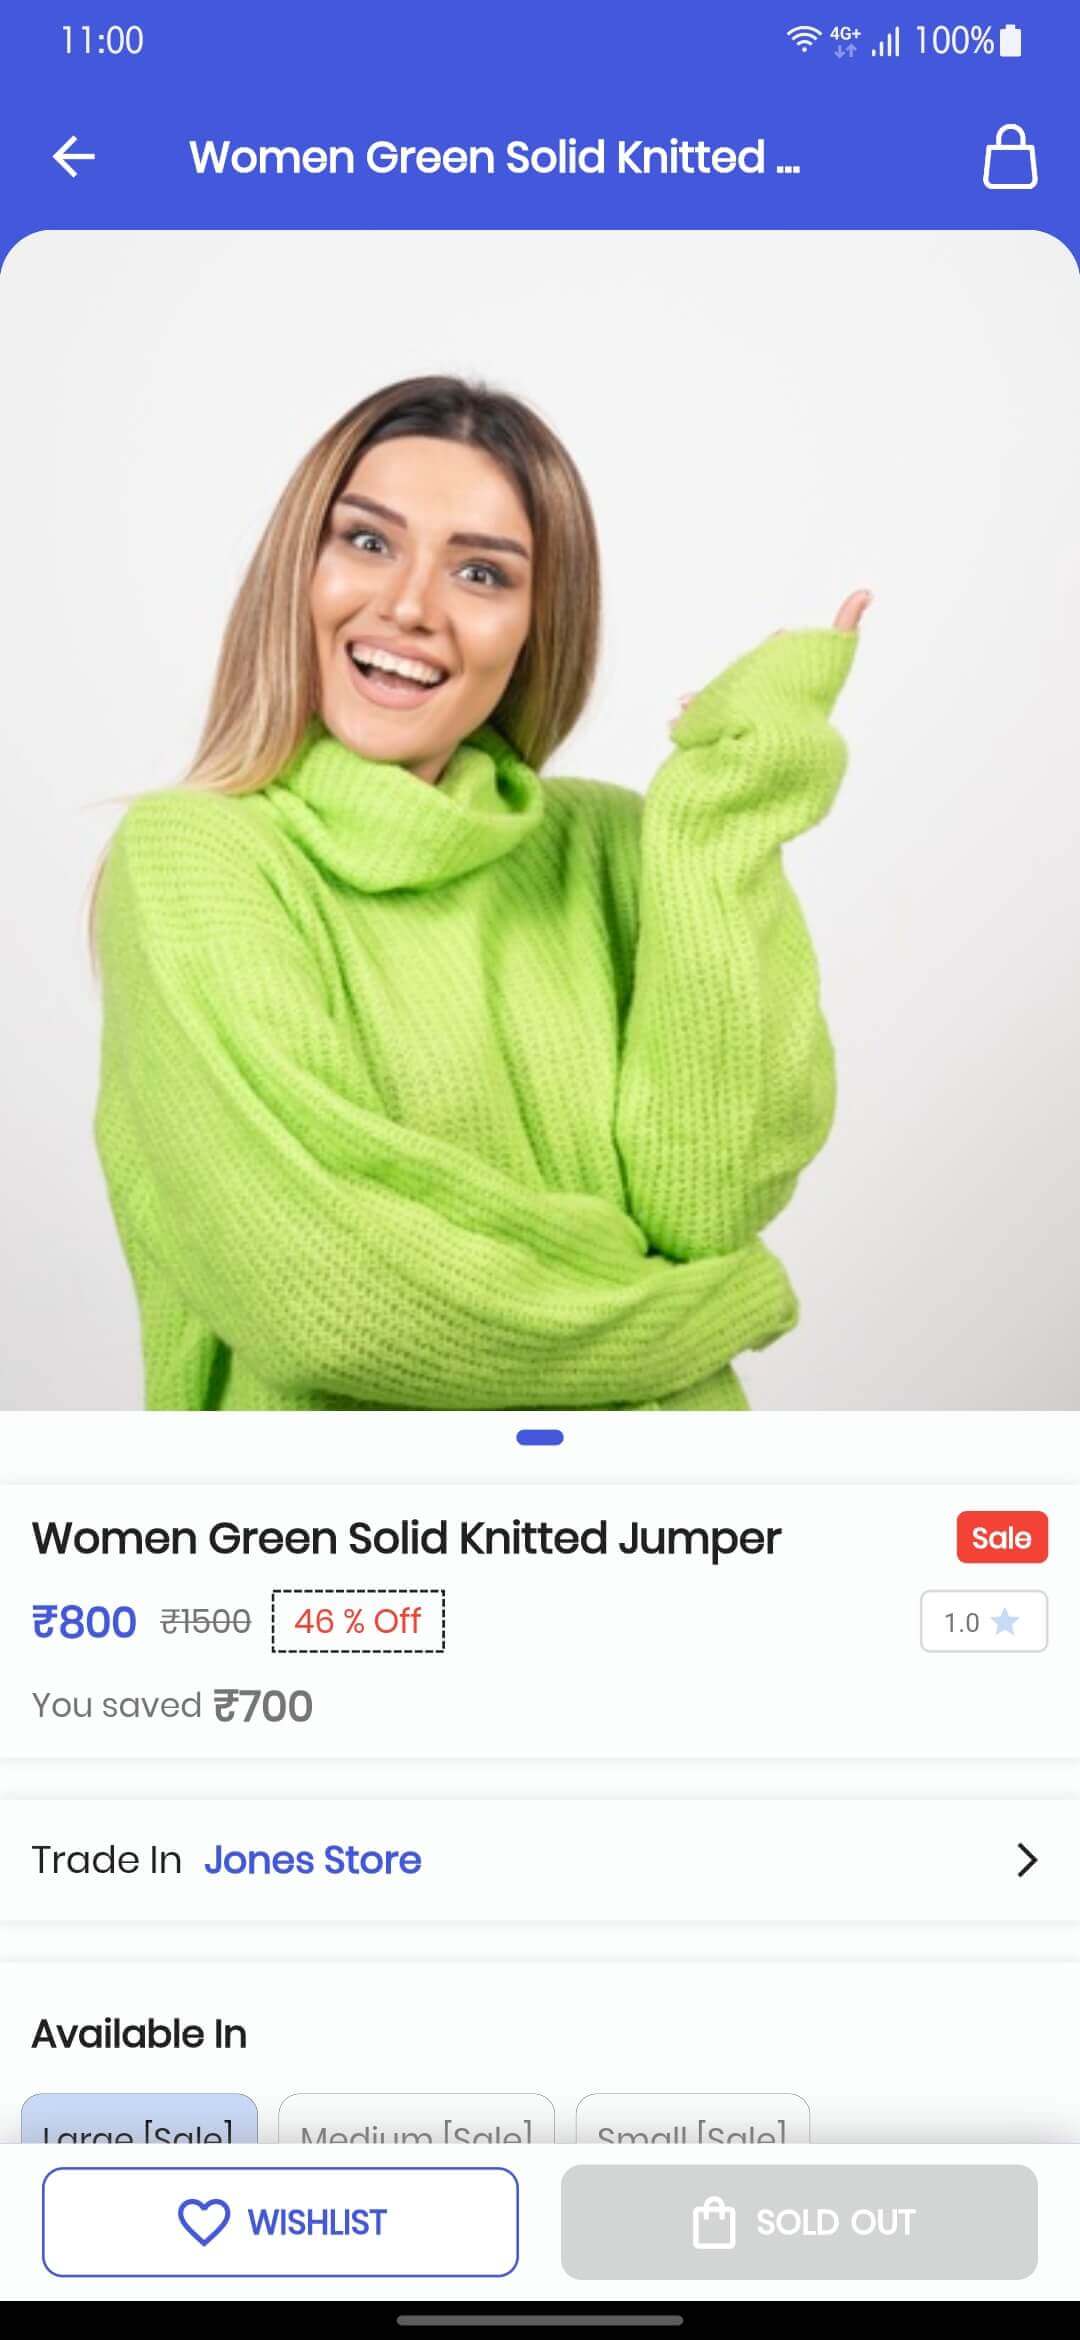 11:00 4G+ 100%
Women Green Solid Knitted ...
Women Green Solid Knitted Jumper Sale
₹800 ₹1500 46 % Off 1.0
You saved ₹700
Trade In Jones Store
Available In
Large [Sale] Medium [Sale] Small [Sale]
WISHLIST SOLD OUT